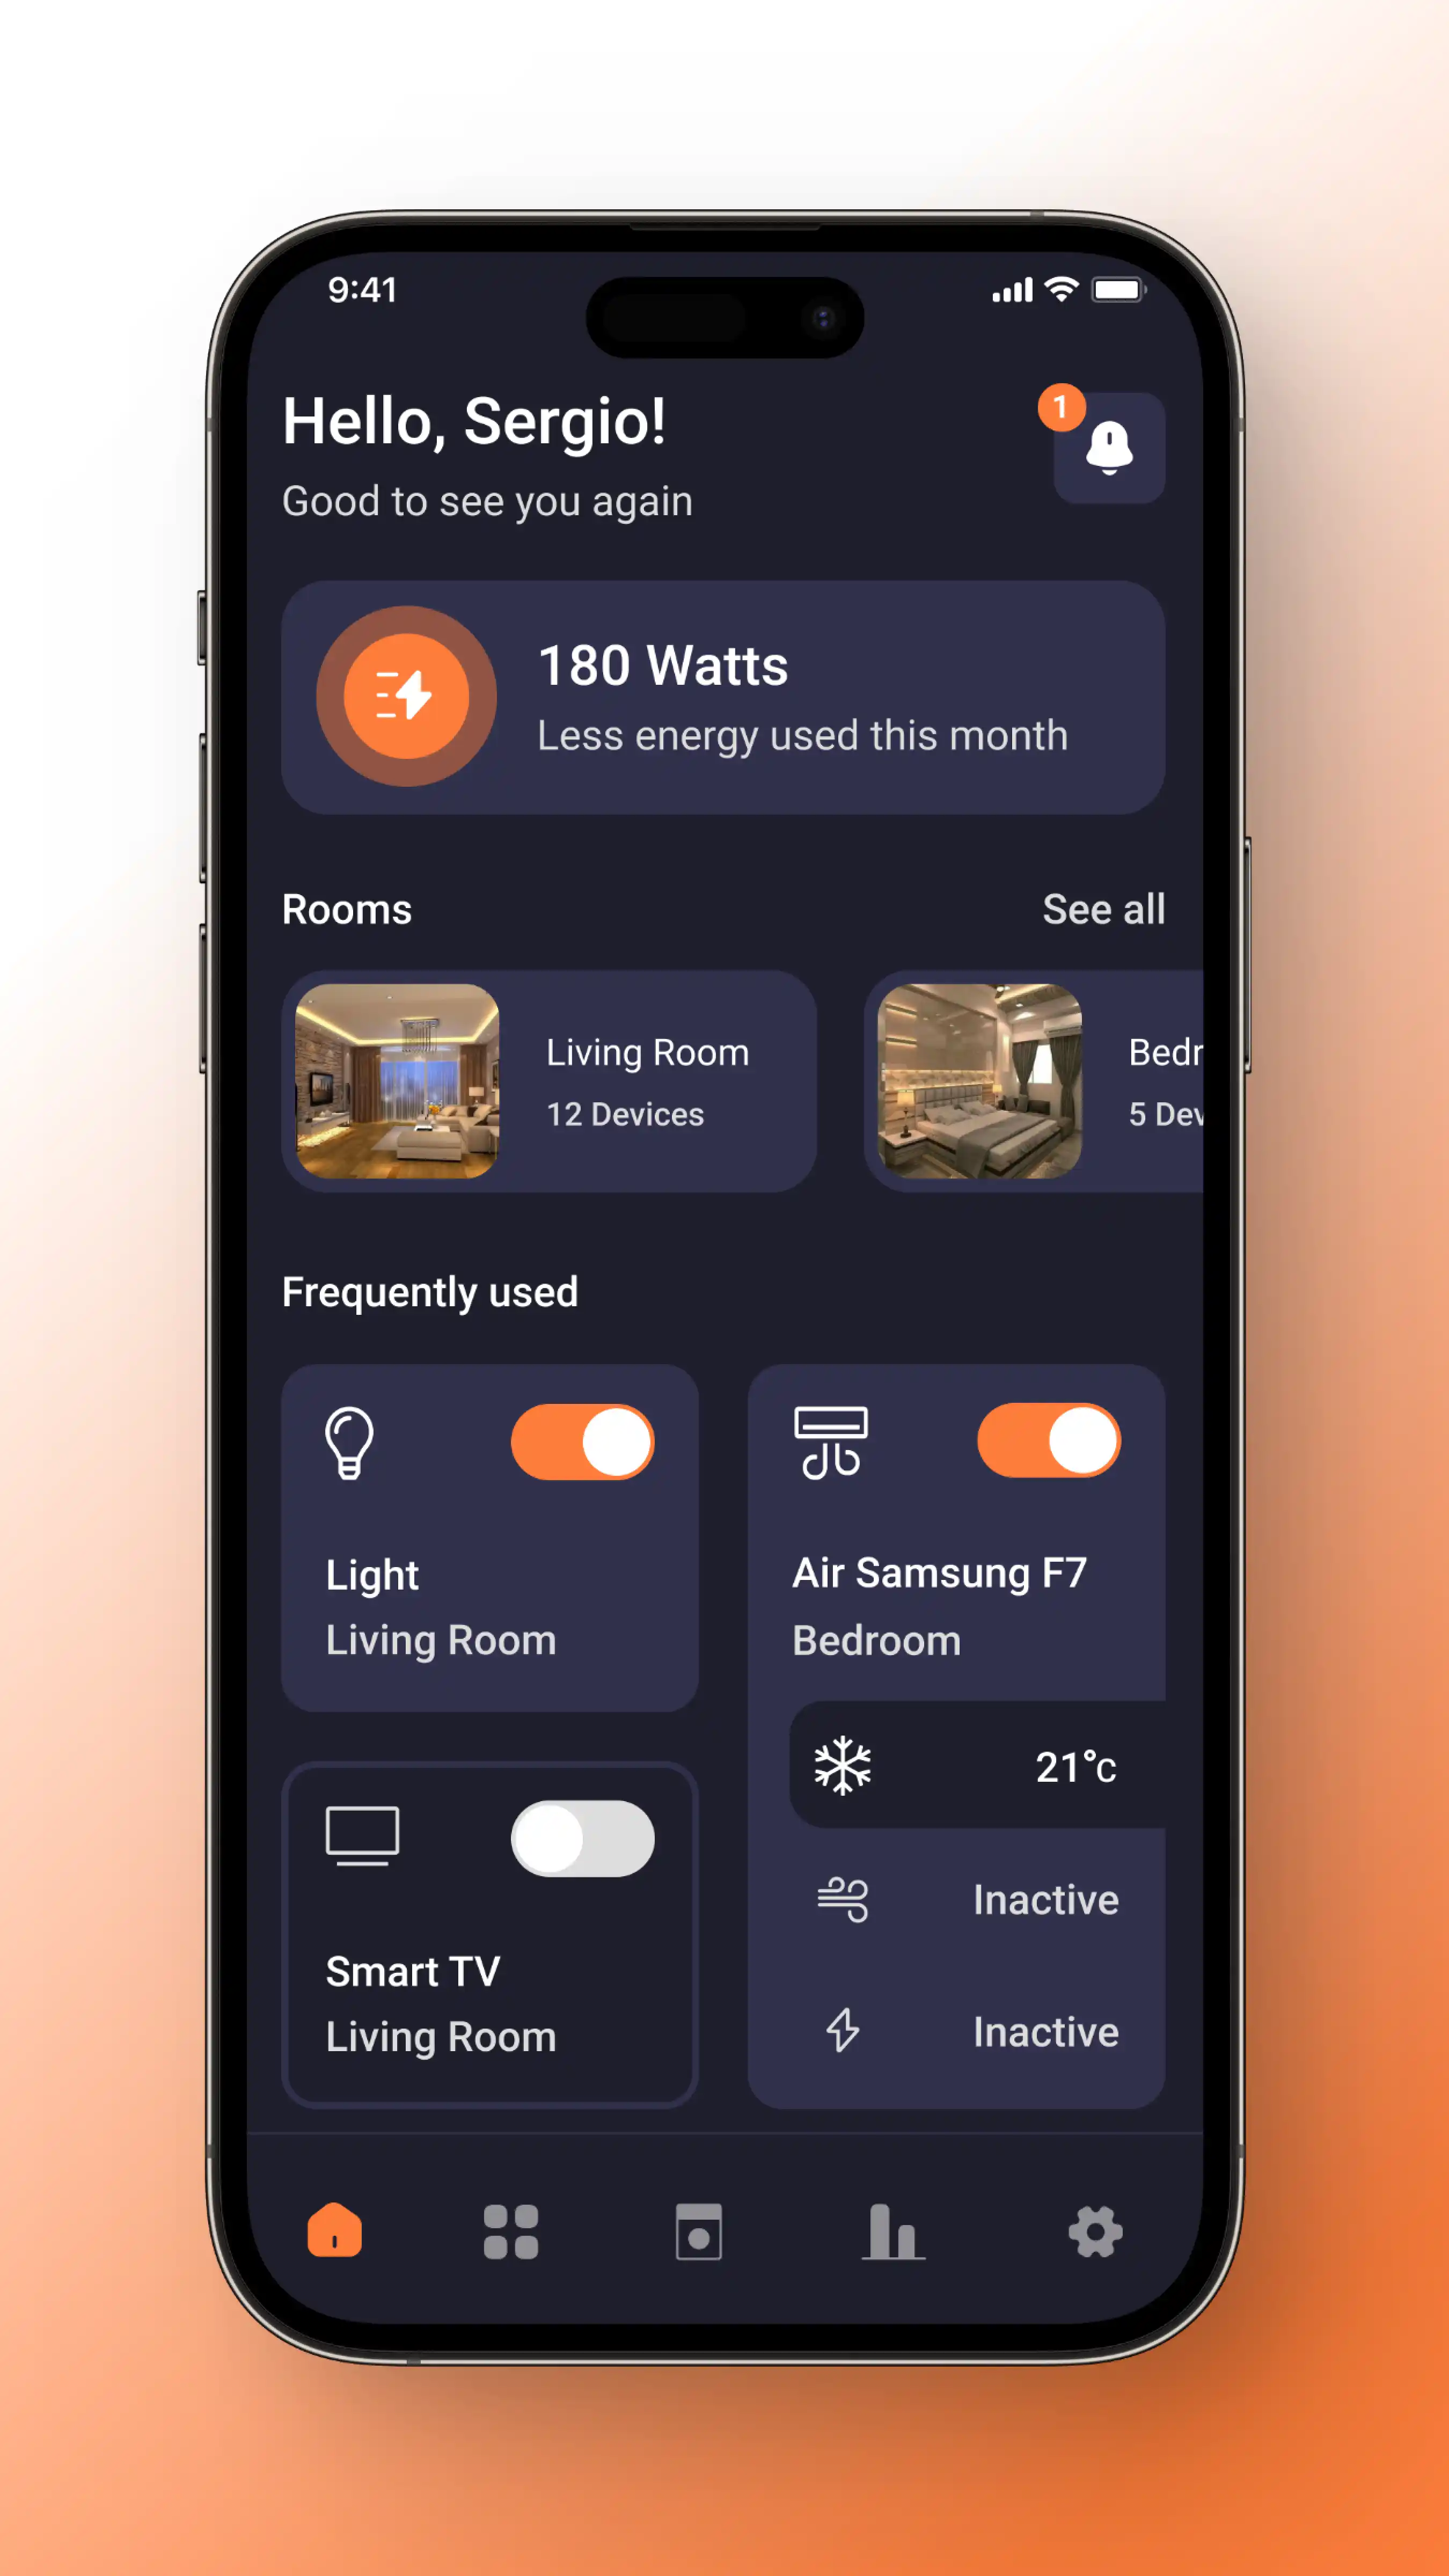 9:41
Hello, Sergio!
1
Good to see you again
180 Watts
Less energy used this month
Rooms
See all
Living Room
12 Devices
Bedr
5 Dev
Frequently used
Light
Living Room
Air Samsung F7
Bedroom
21°c
Inactive
Inactive
Smart TV
Living Room